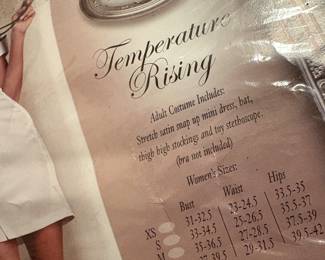 Temperature
Rising
Adult Costume Includes:
Stretch satin snap up mini dress, hat,
thigh high stockings and toy stethoscope.
(bra not included)
Women's Sizes:
Bust Waist Hips
XS 31-32.5 23-24.5 33.5-35
S 33-34.5 25-26.5 35.5-37
M 35-36.5 27-28.5 37.5-39
37-39.5 29-31.5 39.5-42